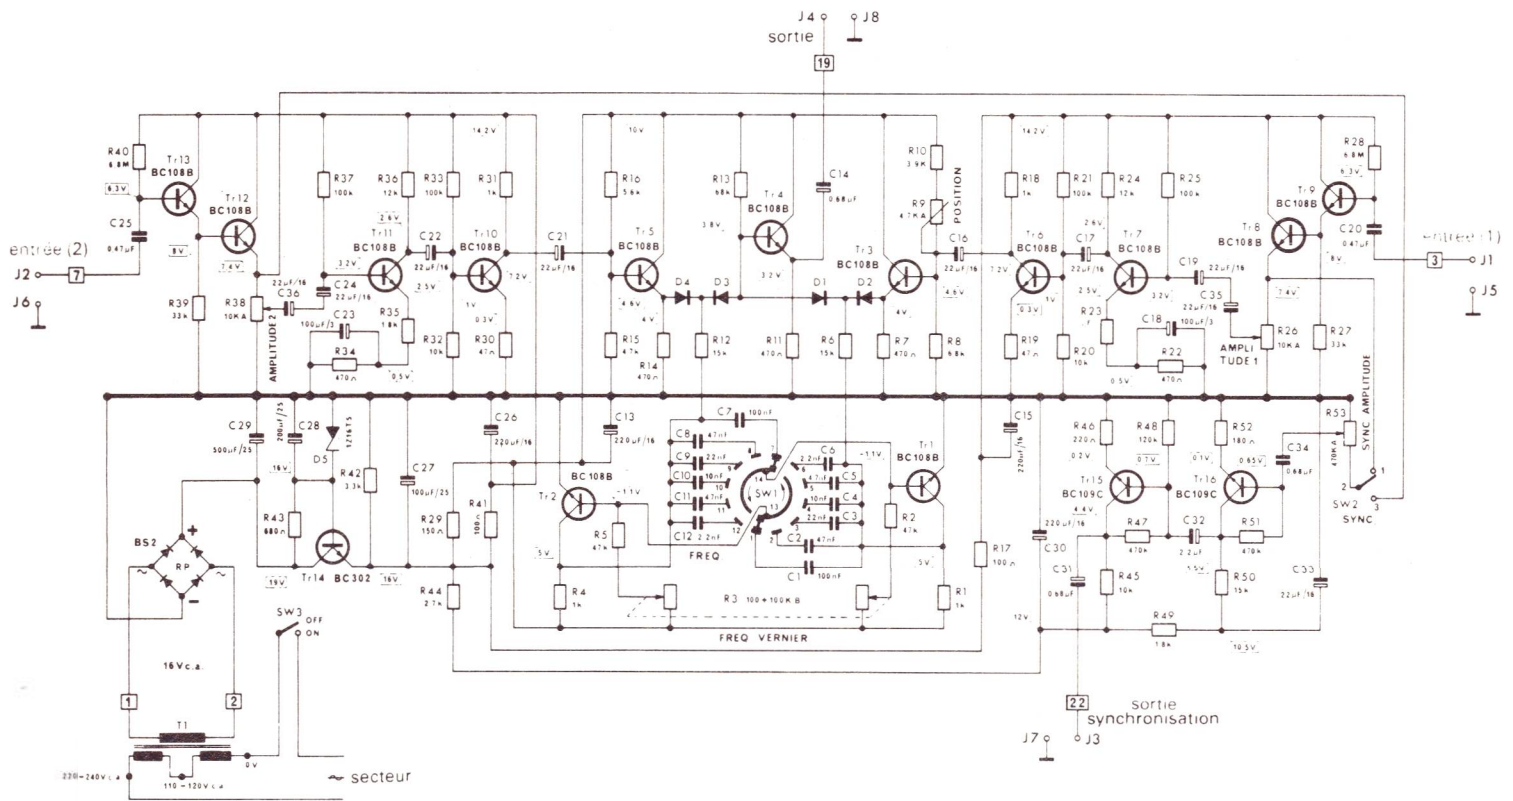 J4 J8
sortie
19
R40
6.8M
Tr13
BC108B
6.3V
C25
0.47µF
8V
Tr12
BC108B
7.4V
entrée (2)
J2
7
J6
R39
33k
R38
10KA
AMPLITUDE 2
22µF/16
C36
R37
100k
R36
12k
R33
100k
14.2V
R31
1k
2.6V
Tr11
BC108B
C22
22µF/16
Tr10
BC108B
3.2V
C24
22µF/16
2.5V
1V
7.2V
C21
22µF/16
C23
100µF/3
R35
1.8k
R34
470Ω
0.5V
R32
10k
0.3V
R30
47Ω
10V
R16
5.6k
Tr5
BC108B
4.6V
4V
R15
4.7k
R14
470Ω
D4 D3
R12
15k
R13
68k
3.8V
Tr4
BC108B
3.2V
C14
0.68µF
R11
470Ω
D1 D2
R6
15k
Tr3
BC108B
4.6V
4V
R7
470Ω
R8
6.8k
R10
3.9K
R9
4.7KA
POSITION
C16
22µF/16
14.2V
R18
1k
R21
100k
R24
12k
R25
100k
Tr6
BC108B
7.2V
1V
0.3V
R19
47Ω
R20
10k
C17
22µF/16
2.6V
Tr7
BC108B
2.5V
3.2V
R23
C18
100µF/3
R22
470Ω
0.5V
C19
22µF/16
C35
22µF/16
AMPLI
TUDE 1
R26
10KA
R27
33k
Tr8
BC108B
7.4V
8V
Tr9
BC108B
6.3V
R28
6.8M
C20
0.47µF
entrée (1)
3
J1
J5
C29
500µF/25
200µF/25
C28
16V
D5
1Z16T5
R42
3.3k
C27
100µF/25
R43
680Ω
19V
Tr14
BC302
16V
R29
150Ω
R41
100Ω
C26
220µF/16
R44
2.7k
BS2
RP
+
−
SW3
OFF
ON
16Vc.a.
1
2
T1
0V
220-240V c.a
110-120V c.a
~ secteur
C13
220µF/16
BC108B
Tr2
-1.1V
5V
R5
47k
R4
1k
C7
100nF
C8
47nF
C9
22nF
C10
10nF
C11
4.7nF
C12
2.2nF
FREQ
SW1
C6
2.2nF
C5
4.7nF
C4
10nF
C3
22nF
C2
47nF
C1
100nF
-1.1V
Tr1
BC108B
R2
47k
5V
R1
1k
R3 100+100KB
FREQ VERNIER
C15
220µF/16
R17
100Ω
12V
220µF/16
C30
R46
220Ω
0.2V
R48
120k
0.7V
Tr15
BC109C
4.4V
R47
470k
C31
0.68µF
R45
10k
C32
2.2µF
5.5V
R52
180Ω
0.1V
0.65V
Tr16
BC109C
R51
470k
R50
15k
R49
1.8k
10.5V
C34
0.68µF
C33
22µF/16
R53
470KA
SYNC AMPLITUDE
1
2
3
SW2
SYNC.
22
sortie
synchronisation
J7
J3